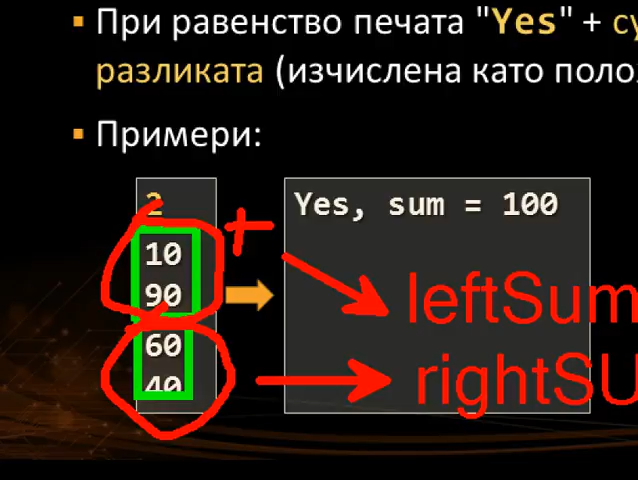 При равенство печата "Yes" + су
разликата (изчислена като поло
Примери:
2
10
90
60
40
Yes, sum = 100
leftSum
rightSU